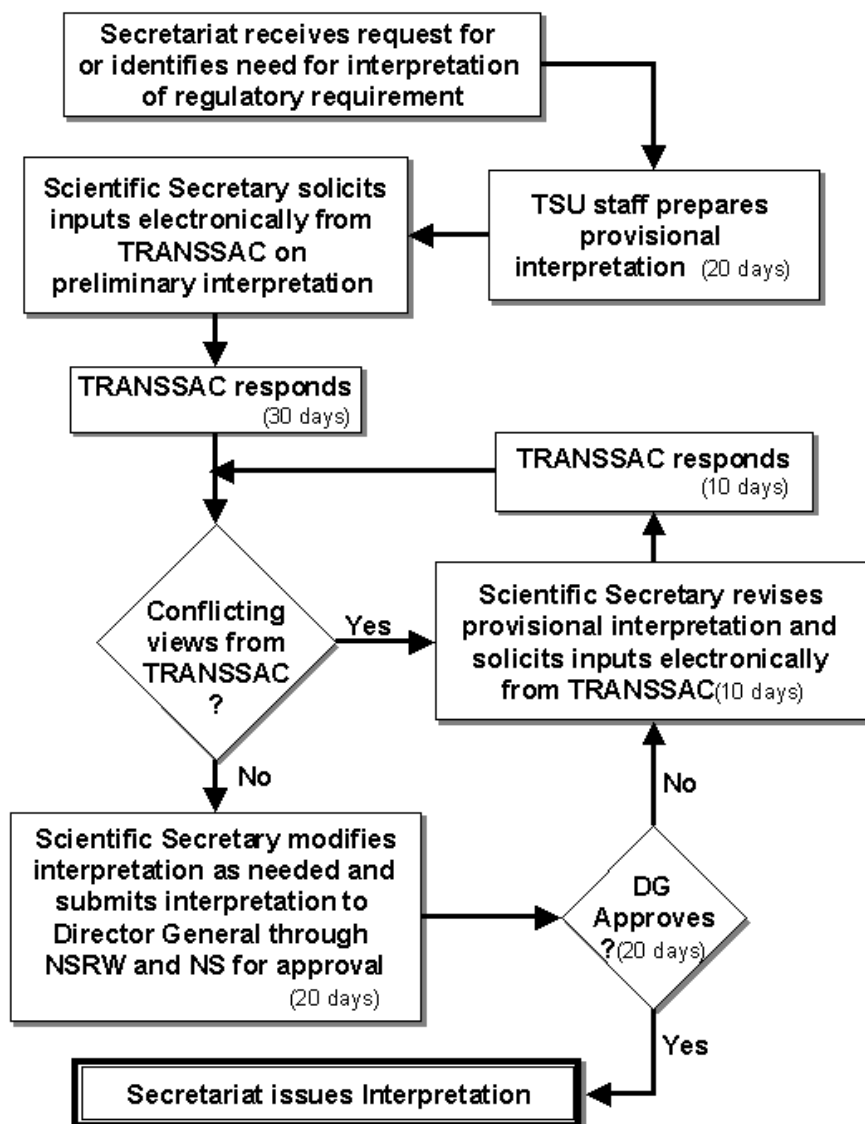 Secretariat receives request for
or identifies need for interpretation
of regulatory requirement
TSU staff prepares
provisional
interpretation (20 days)
Scientific Secretary solicits
inputs electronically from
TRANSSAC on
preliminary interpretation
TRANSSAC responds
(30 days)
TRANSSAC responds
(10 days)
Conflicting
views from
TRANSSAC
?
Yes
Scientific Secretary revises
provisional interpretation and
solicits inputs electronically
from TRANSSAC(10 days)
No
No
Scientific Secretary modifies
interpretation as needed and
submits interpretation to
Director General through
NSRW and NS for approval
(20 days)
DG
Approves
?(20 days)
Yes
Secretariat issues Interpretation